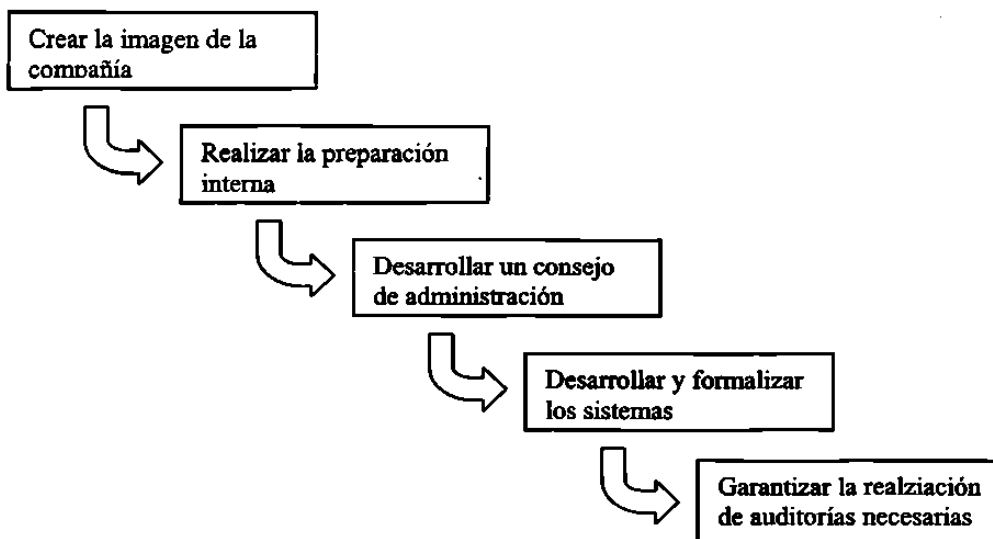 Crear la imagen de la
compañía
Realizar la preparación
interna
Desarrollar un consejo
de administración
Desarrollar y formalizar
los sistemas
Garantizar la realziación
de auditorías necesarias